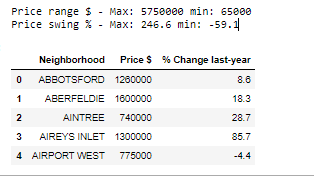 Price range $ - Max: 5750000 min: 65000
Price swing % - Max: 246.6 min: -59.1
Neighborhood Price $ % Change last-year
0 ABBOTSFORD 1260000 8.6
1 ABERFELDIE 1600000 18.3
2 AINTREE 740000 28.7
3 AIREYS INLET 1300000 85.7
4 AIRPORT WEST 775000 -4.4